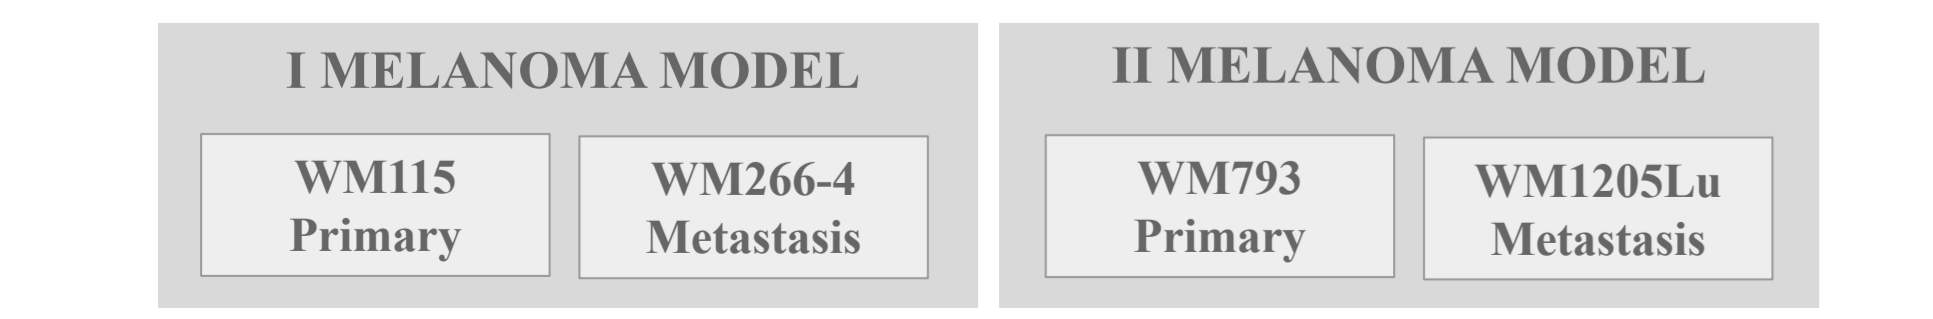 I MELANOMA MODEL
WM115
Primary
WM266-4
Metastasis
II MELANOMA MODEL
WM793
Primary
WM1205Lu
Metastasis